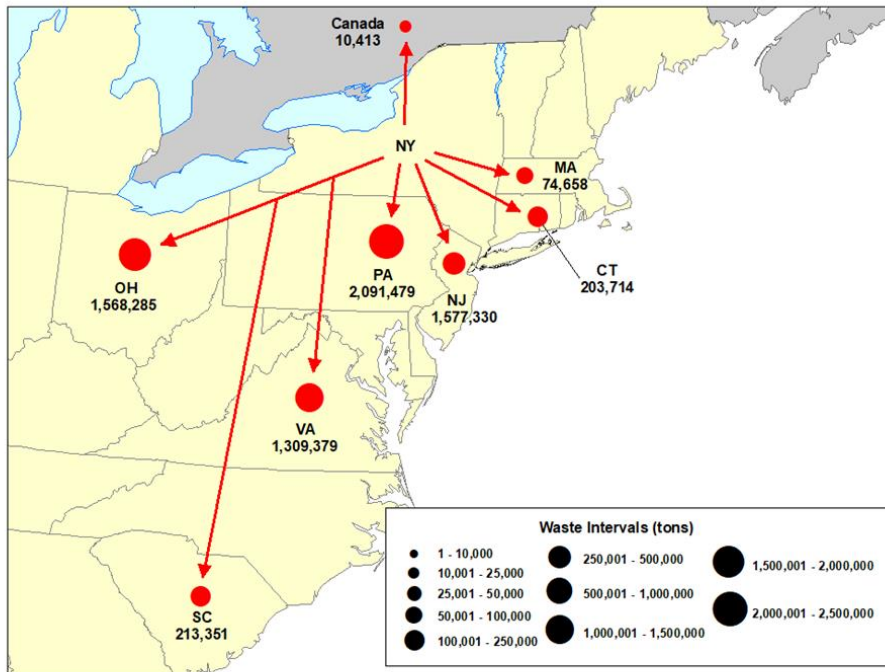 Canada
10,413
NY
MA
74,658
CT
203,714
OH
1,568,285
PA
2,091,479
NJ
1,577,330
VA
1,309,379
SC
213,351
Waste Intervals (tons)
1 - 10,000
10,001 - 25,000
25,001 - 50,000
50,001 - 100,000
100,001 - 250,000
250,001 - 500,000
500,001 - 1,000,000
1,000,001 - 1,500,000
1,500,001 - 2,000,000
2,000,001 - 2,500,000